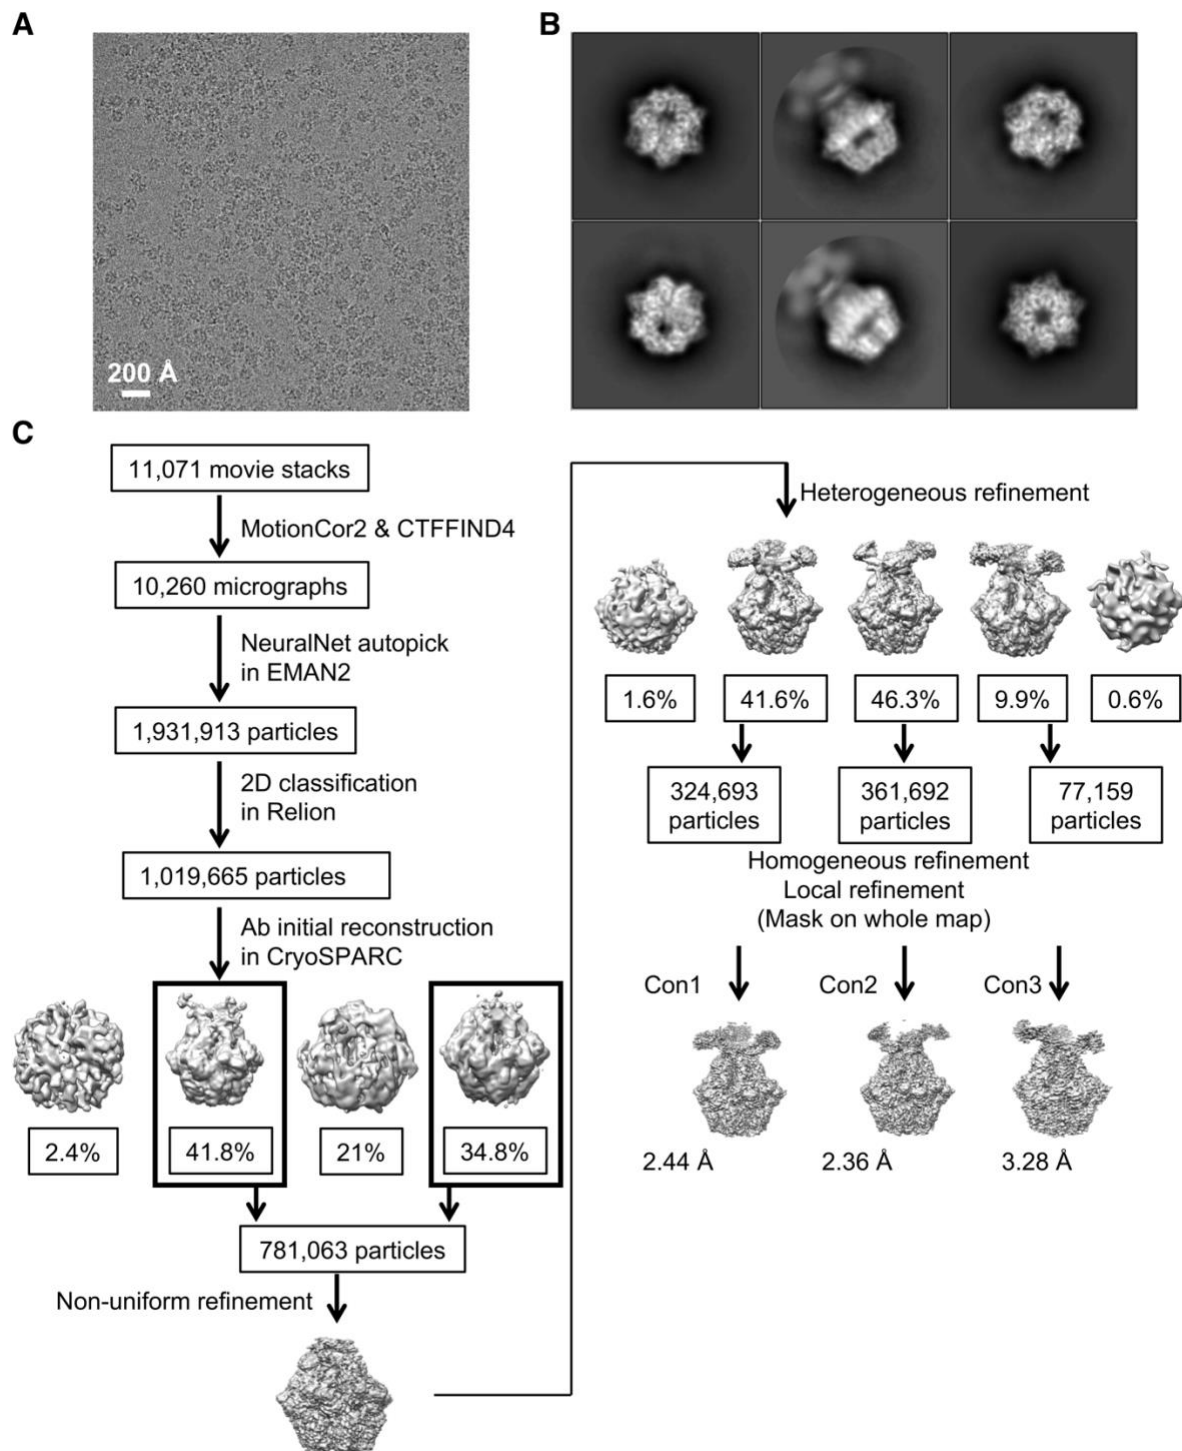 A
B
200 Å
C
11,071 movie stacks
MotionCor2 & CTFFIND4
10,260 micrographs
NeuralNet autopick
in EMAN2
1,931,913 particles
2D classification
in Relion
1,019,665 particles
Ab initial reconstruction
in CryoSPARC
2.4%
41.8%
21%
34.8%
781,063 particles
Non-uniform refinement
Heterogeneous refinement
1.6%
41.6%
46.3%
9.9%
0.6%
324,693
particles
361,692
particles
77,159
particles
Homogeneous refinement
Local refinement
(Mask on whole map)
Con1
Con2
Con3
2.44 Å
2.36 Å
3.28 Å